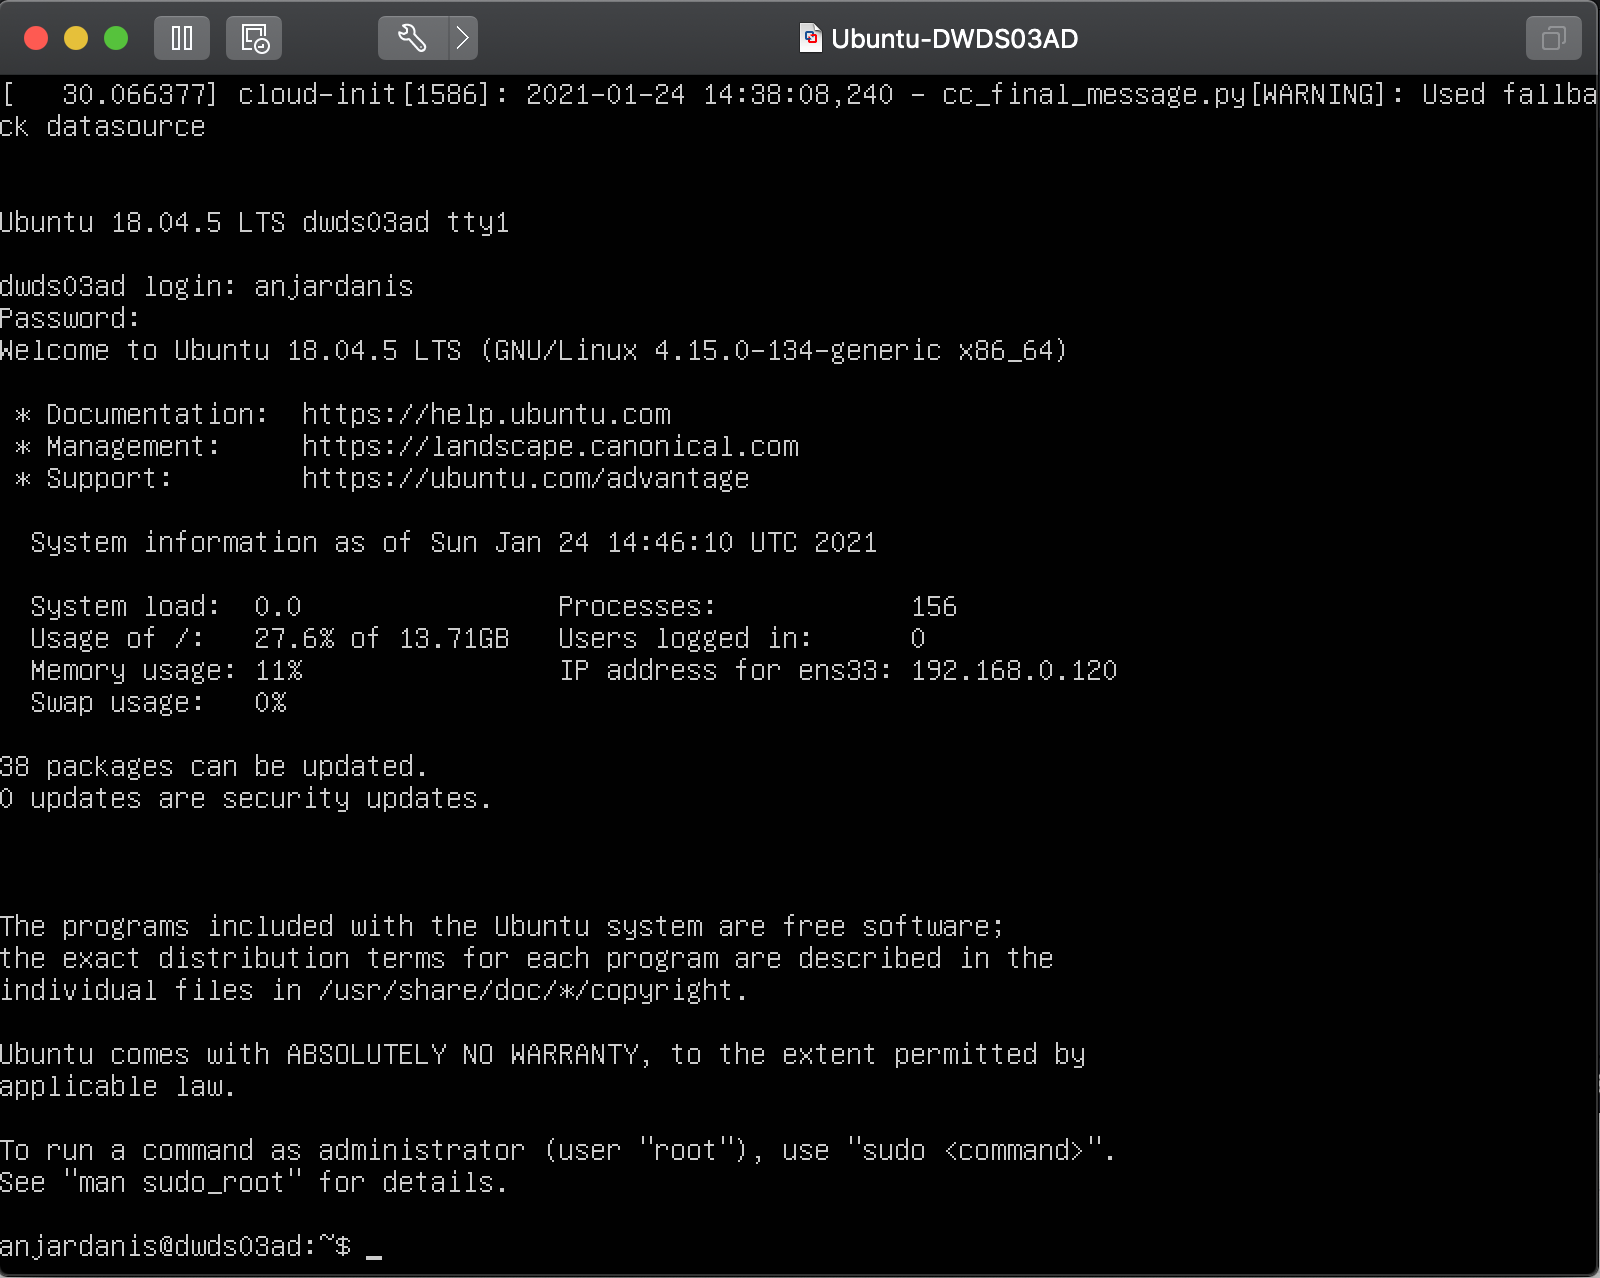 Ubuntu-DWDS03AD
[   30.066377] cloud-init[1586]: 2021-01-24 14:38:08,240 - cc_final_message.py[WARNING]: Used fallba
ck datasource
Ubuntu 18.04.5 LTS dwds03ad tty1
dwds03ad login: anjardanis
Password:
Welcome to Ubuntu 18.04.5 LTS (GNU/Linux 4.15.0-134-generic x86_64)
 * Documentation:  https://help.ubuntu.com
 * Management:     https://landscape.canonical.com
 * Support:        https://ubuntu.com/advantage
  System information as of Sun Jan 24 14:46:10 UTC 2021
  System load:  0.0                Processes:            156
  Usage of /:   27.6% of 13.71GB   Users logged in:      0
  Memory usage: 11%                IP address for ens33: 192.168.0.120
  Swap usage:   0%
38 packages can be updated.
0 updates are security updates.
The programs included with the Ubuntu system are free software;
the exact distribution terms for each program are described in the
individual files in /usr/share/doc/*/copyright.
Ubuntu comes with ABSOLUTELY NO WARRANTY, to the extent permitted by
applicable law.
To run a command as administrator (user "root"), use "sudo <command>".
See "man sudo_root" for details.
anjardanis@dwds03ad:~$ _